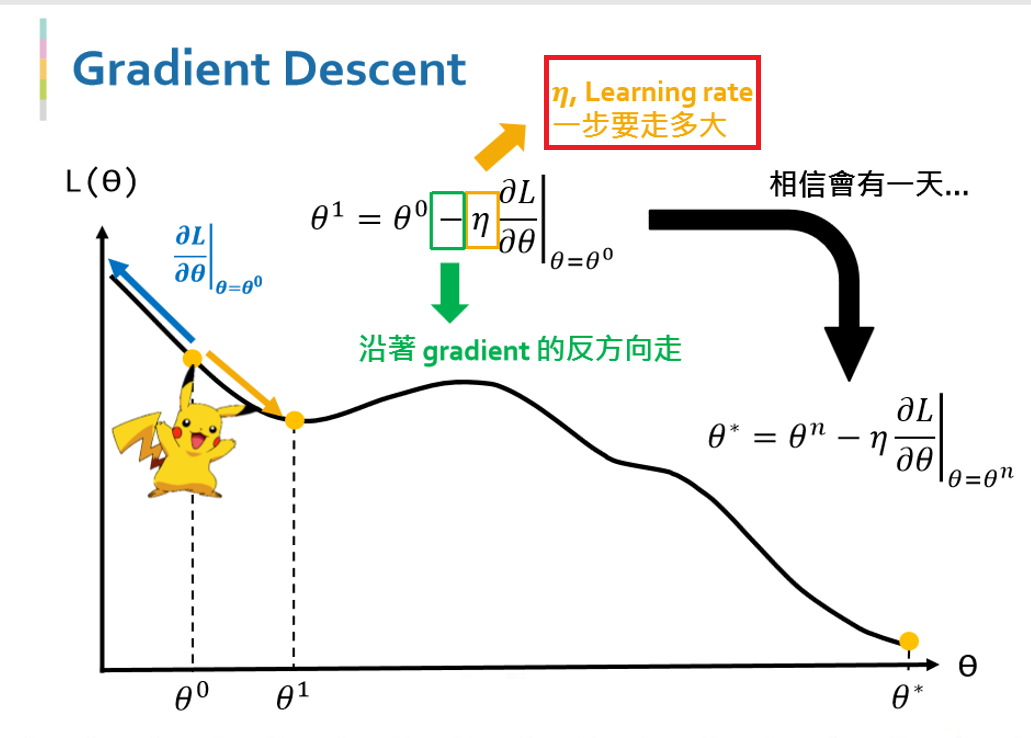 Gradient Descent
η, Learning rate
一步要走多大
L(θ)
相信會有一天...
θ¹ = θ⁰ − η ∂L/∂θ|θ=θ⁰
∂L/∂θ|θ=θ⁰
沿著 gradient 的反方向走
θ* = θⁿ − η ∂L/∂θ|θ=θⁿ
θ
θ⁰
θ¹
θ*